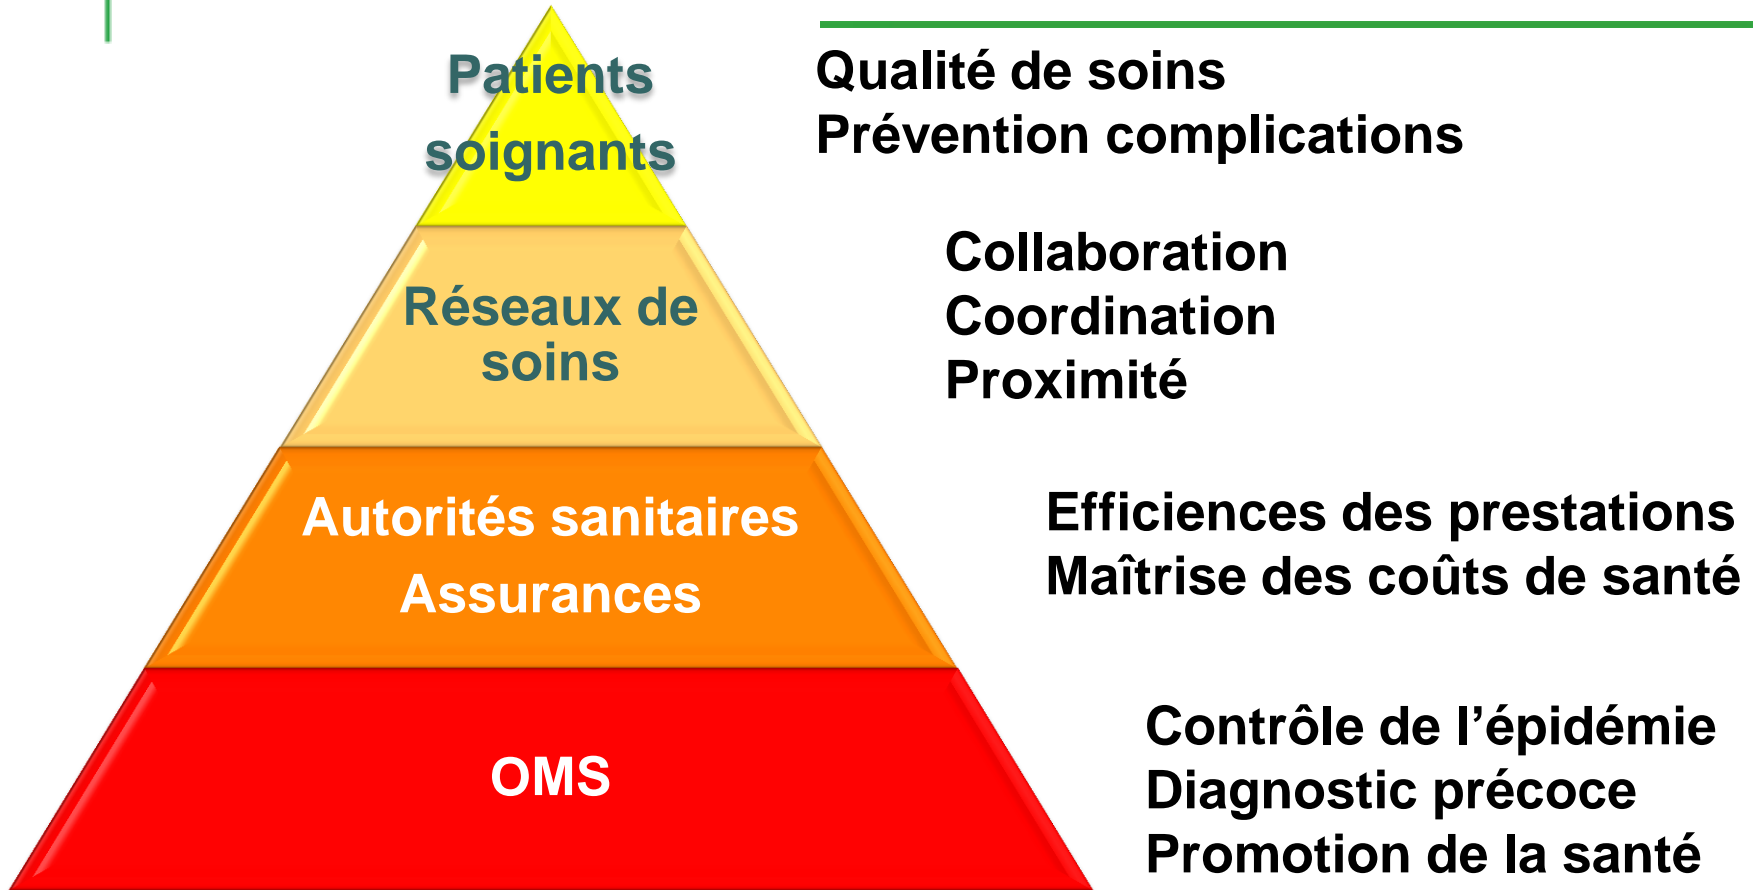 Patients
soignants
Qualité de soins
Prévention complications
Réseaux de
soins
Collaboration
Coordination
Proximité
Autorités sanitaires
Assurances
Efficiences des prestations
Maîtrise des coûts de santé
OMS
Contrôle de l’épidémie
Diagnostic précoce
Promotion de la santé